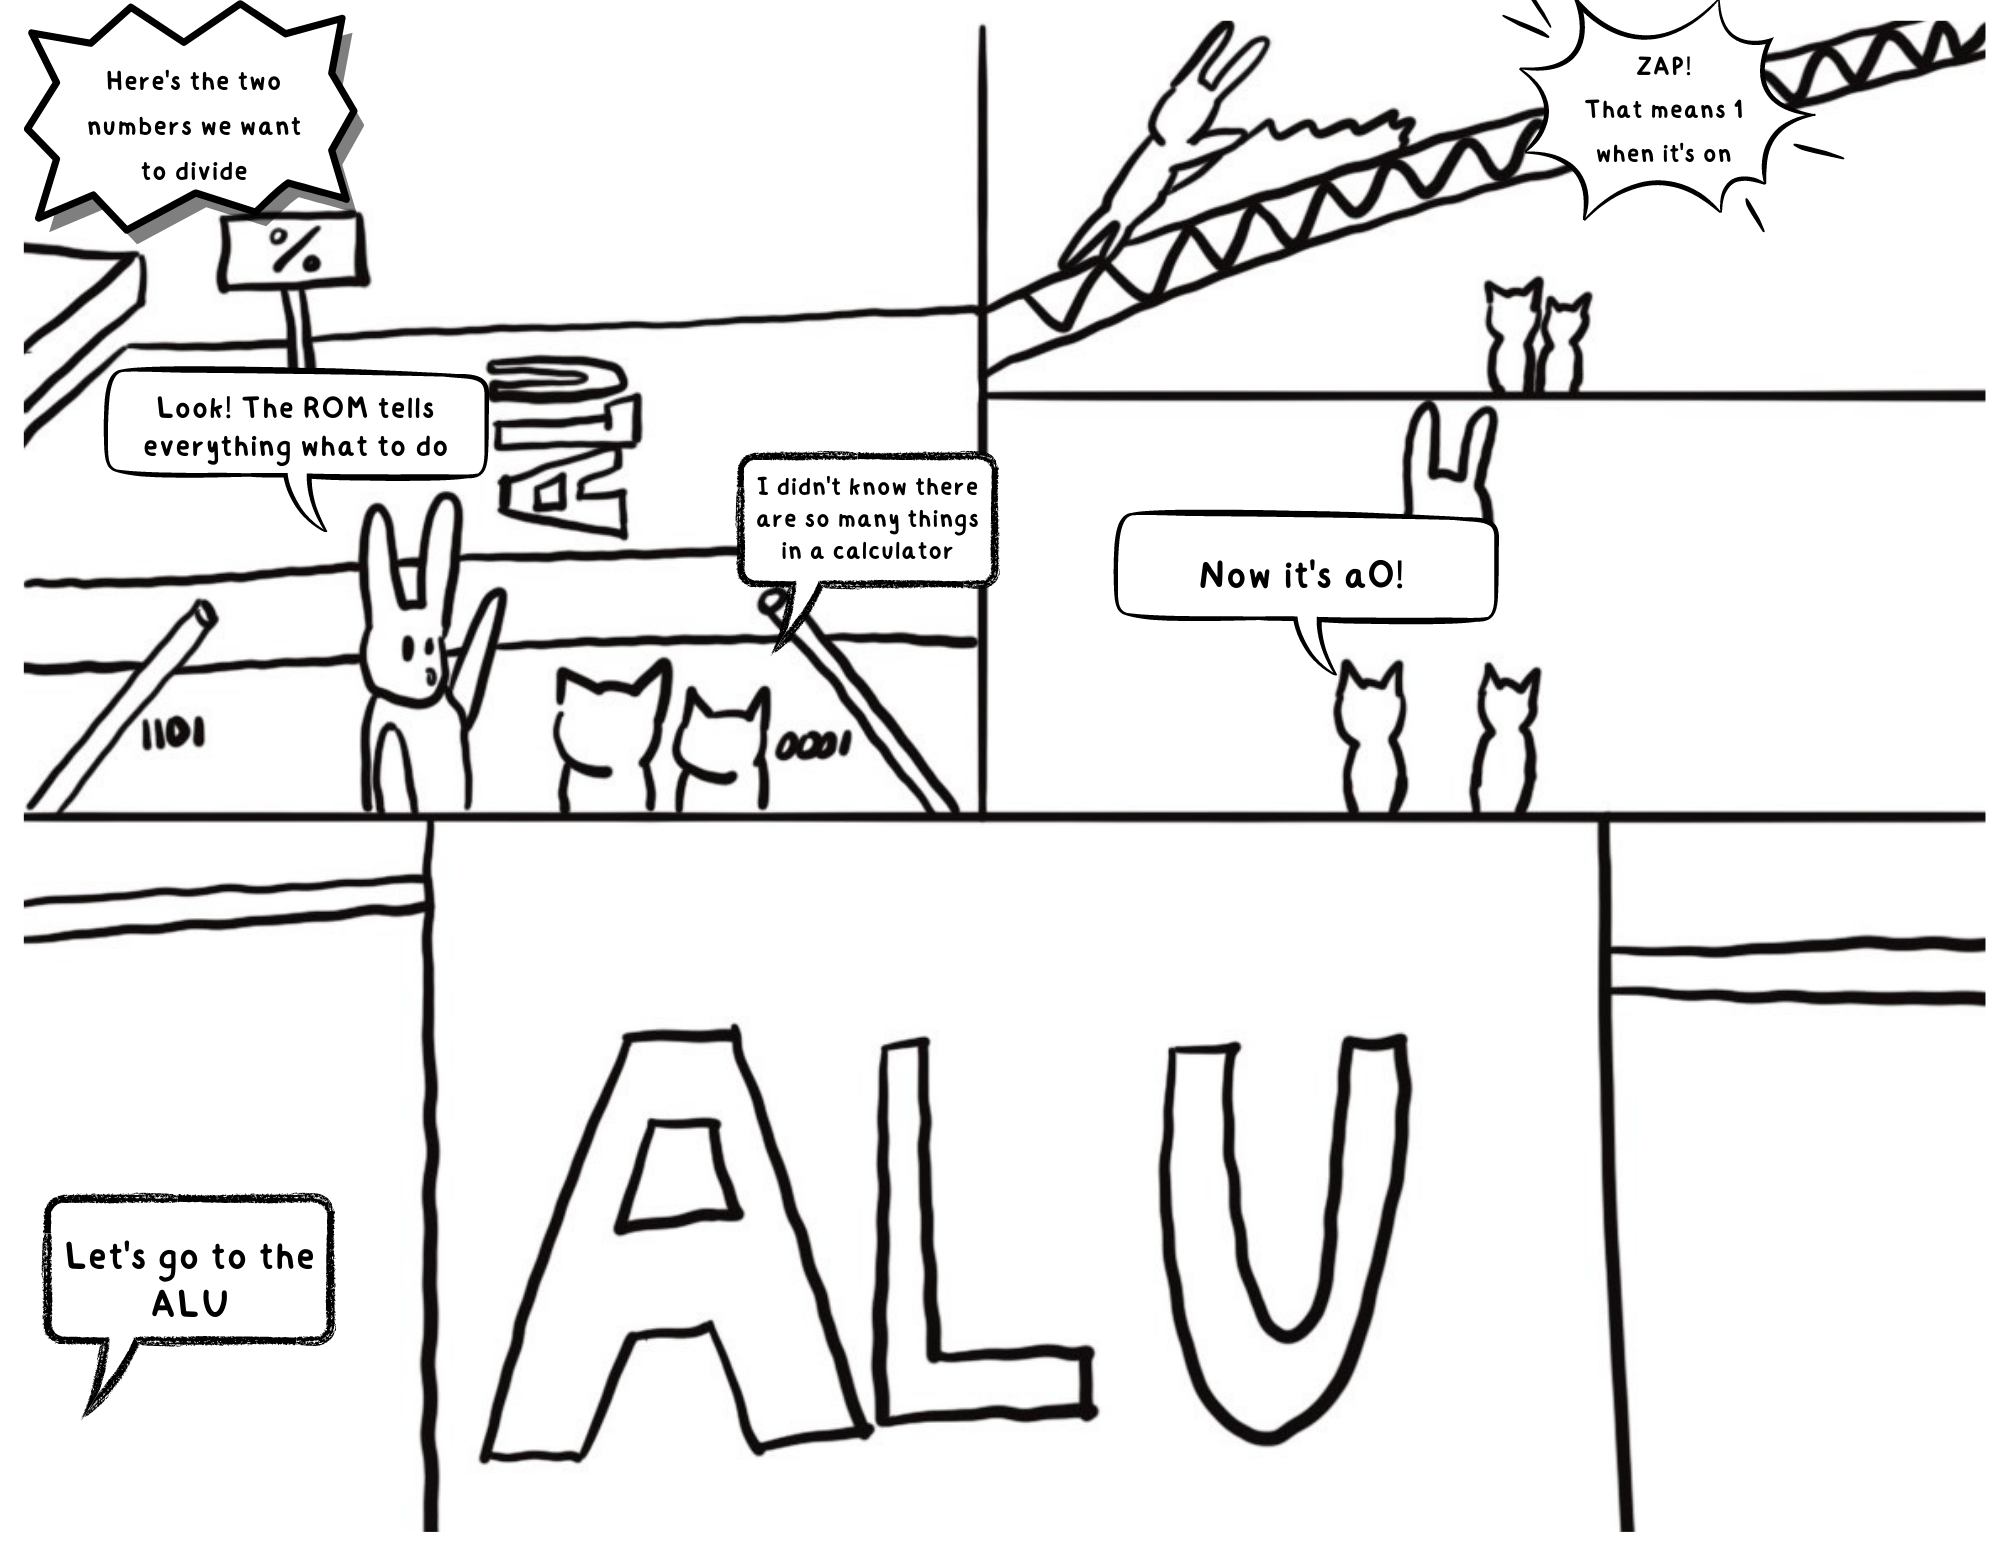 Here's the two
numbers we want
to divide
%
Look! The ROM tells
everything what to do
ALU
I didn't know there
are so many things
in a calculator
1101
0001
ZAP!
That means 1
when it's on
Now it's a0!
Let's go to the
ALU
ALU